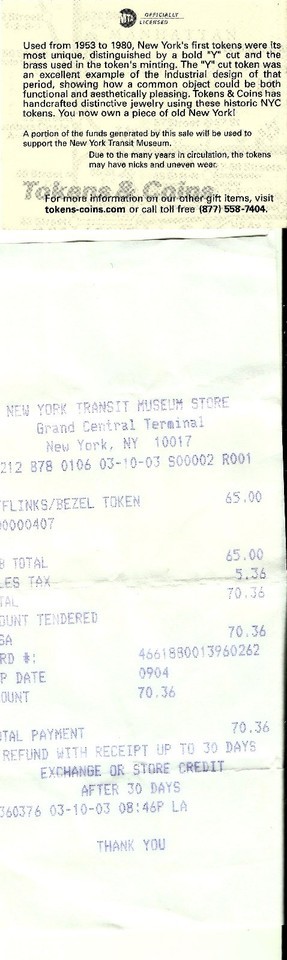 MTA OFFICIALLY
LICENSED
Used from 1953 to 1980, New York's first tokens were its
most unique, distinguished by a bold "Y" cut and the
brass used in the token's minting. The "Y" cut token was
an excellent example of the industrial design of that
period, showing how a common object could be both
functional and aesthetically pleasing. Tokens & Coins has
handcrafted distinctive jewelry using these historic NYC
tokens. You now own a piece of old New York!
A portion of the funds generated by this sale will be used to
support the New York Transit Museum.
Due to the many years in circulation, the tokens
may have nicks and uneven wear.
Tokens & Coins
For more information on our other gift items, visit
tokens-coins.com or call toll free (877) 558-7404.
NEW YORK TRANSIT MUSEUM STORE
Grand Central Terminal
New York, NY 10017
212 878 0106 03-10-03 S00002 R001
FLINKS/BEZEL TOKEN 65.00
00000407
B TOTAL 65.00
LES TAX 5.36
TAL 70.36
OUNT TENDERED
SA 70.36
RD #: 4661880013960262
P DATE 0904
OUNT 70.36
TAL PAYMENT 70.36
REFUND WITH RECEIPT UP TO 30 DAYS
EXCHANGE OR STORE CREDIT
AFTER 30 DAYS
360376 03-10-03 08:46P LA
THANK YOU